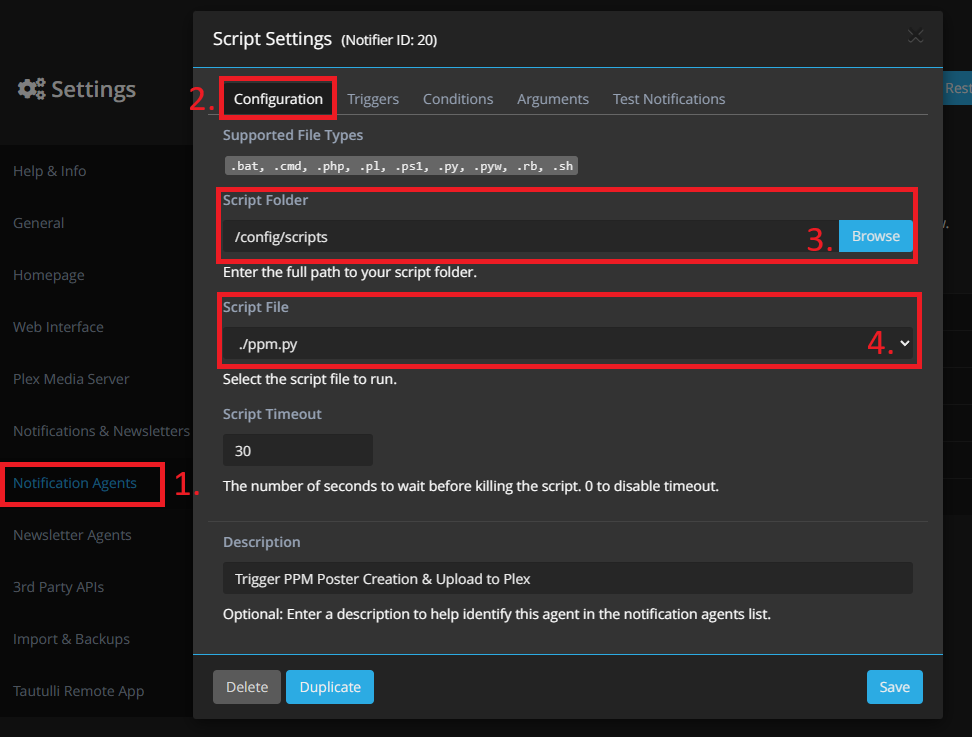 Script Settings (Notifier ID: 20)
Settings
Rest
2. Configuration Triggers Conditions Arguments Test Notifications
Supported File Types
.bat, .cmd, .php, .pl, .ps1, .py, .pyw, .rb, .sh
Script Folder
/config/scripts 3. Browse
Enter the full path to your script folder.
Script File
./ppm.py 4.
Select the script file to run.
Script Timeout
30
The number of seconds to wait before killing the script. 0 to disable timeout.
Description
Trigger PPM Poster Creation & Upload to Plex
Optional: Enter a description to help identify this agent in the notification agents list.
Delete Duplicate Save
Help & Info
General
Homepage
Web Interface
Plex Media Server
Notifications & Newsletters
Notification Agents 1.
Newsletter Agents
3rd Party APIs
Import & Backups
Tautulli Remote App